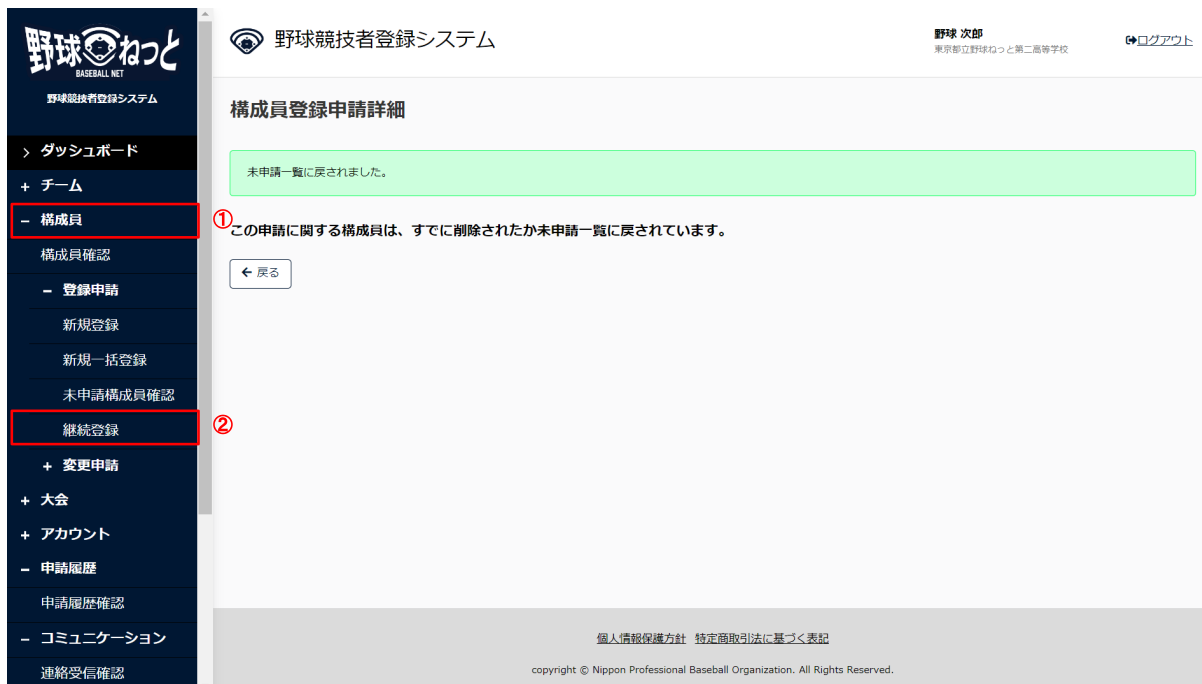 野球ねっと
BASEBALL NET
野球競技者登録システム
> ダッシュボード
+ チーム
− 構成員
①
構成員確認
− 登録申請
新規登録
新規一括登録
未申請構成員確認
継続登録
②
+ 変更申請
+ 大会
+ アカウント
− 申請履歴
申請履歴確認
− コミュニケーション
連絡受信確認
野球競技者登録システム
野球 次郎
東京都立野球ねっと第二高等学校
ログアウト
構成員登録申請詳細
未申請一覧に戻されました。
この申請に関する構成員は、すでに削除されたか未申請一覧に戻されています。
← 戻る
個人情報保護方針 特定商取引法に基づく表記
copyright © Nippon Professional Baseball Organization. All Rights Reserved.